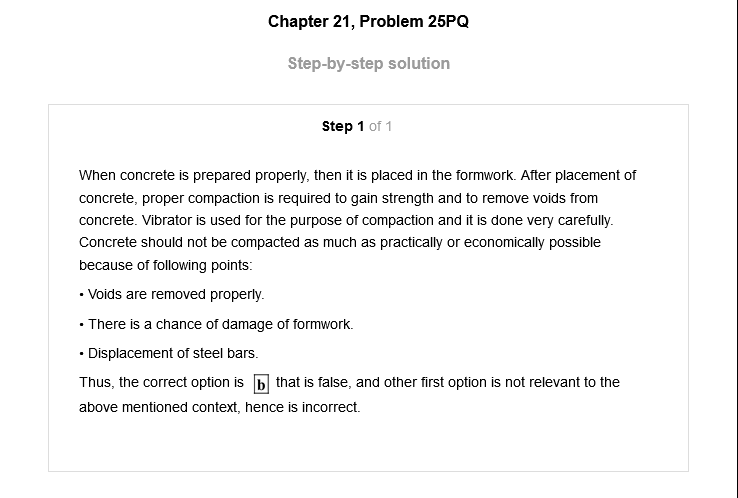 Chapter 21, Problem 25PQ
Step-by-step solution
Step 1 of 1
When concrete is prepared properly, then it is placed in the formwork. After placement of
concrete, proper compaction is required to gain strength and to remove voids from
concrete. Vibrator is used for the purpose of compaction and it is done very carefully.
Concrete should not be compacted as much as practically or economically possible
because of following points:
• Voids are removed properly.
• There is a chance of damage of formwork.
• Displacement of steel bars.
Thus, the correct option is b that is false, and other first option is not relevant to the
above mentioned context, hence is incorrect.